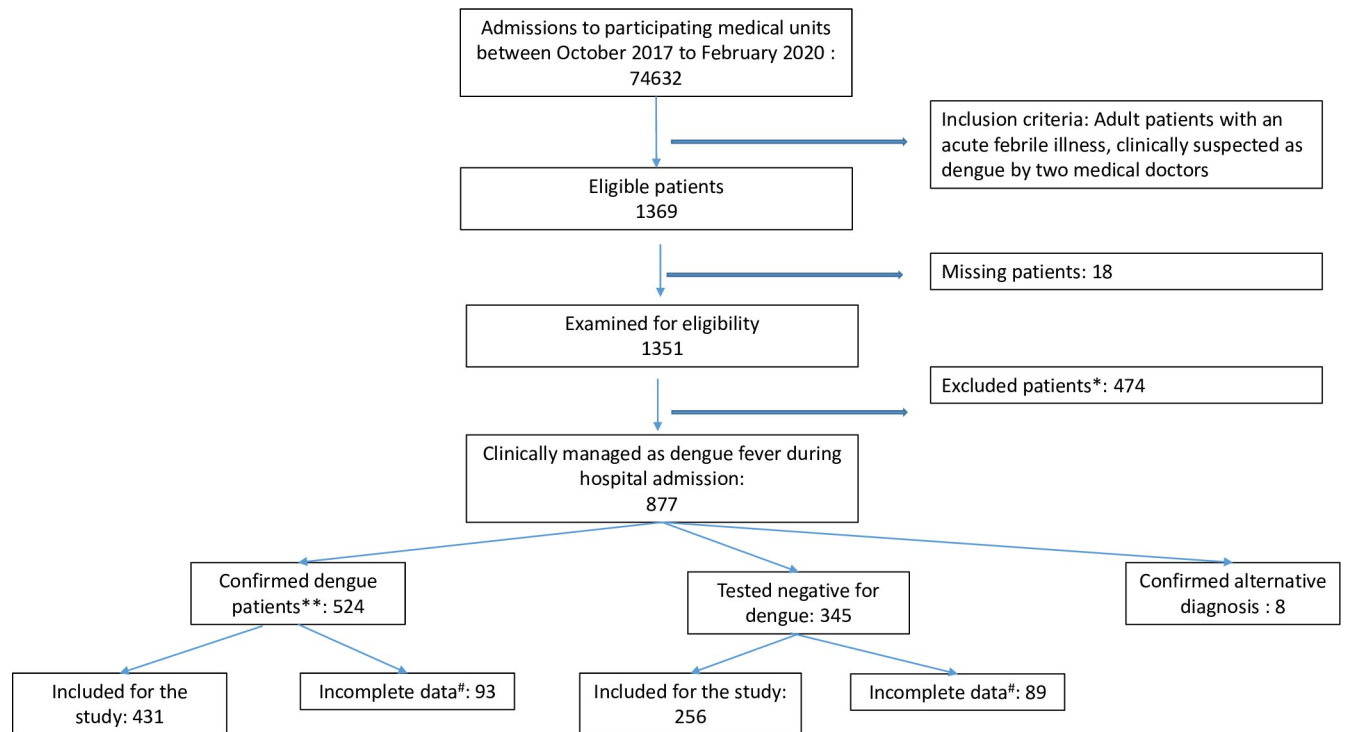 Admissions to participating medical units
between October 2017 to February 2020 :
74632
Inclusion criteria: Adult patients with an
acute febrile illness, clinically suspected as
dengue by two medical doctors
Eligible patients
1369
Missing patients: 18
Examined for eligibility
1351
Excluded patients*: 474
Clinically managed as dengue fever during
hospital admission:
877
Confirmed dengue
patients**: 524
Tested negative for
dengue: 345
Confirmed alternative
diagnosis : 8
Included for the
study: 431
Incomplete data#: 93
Included for the study:
256
Incomplete data#: 89